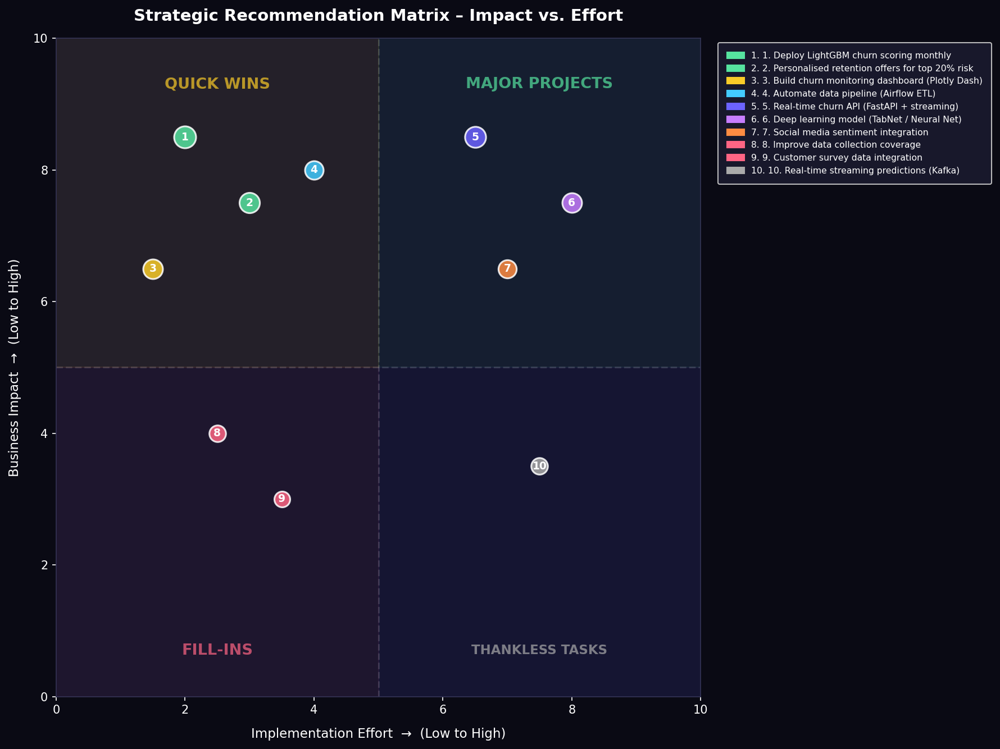 Strategic Recommendation Matrix – Impact vs. Effort
10
8
6
4
2
0
Business Impact → (Low to High)
QUICK WINS
MAJOR PROJECTS
1
5
4
2
6
3
7
8
10
9
FILL-INS
THANKLESS TASKS
0
2
4
6
8
10
Implementation Effort → (Low to High)
1. 1. Deploy LightGBM churn scoring monthly
2. 2. Personalised retention offers for top 20% risk
3. 3. Build churn monitoring dashboard (Plotly Dash)
4. 4. Automate data pipeline (Airflow ETL)
5. 5. Real-time churn API (FastAPI + streaming)
6. 6. Deep learning model (TabNet / Neural Net)
7. 7. Social media sentiment integration
8. 8. Improve data collection coverage
9. 9. Customer survey data integration
10. 10. Real-time streaming predictions (Kafka)